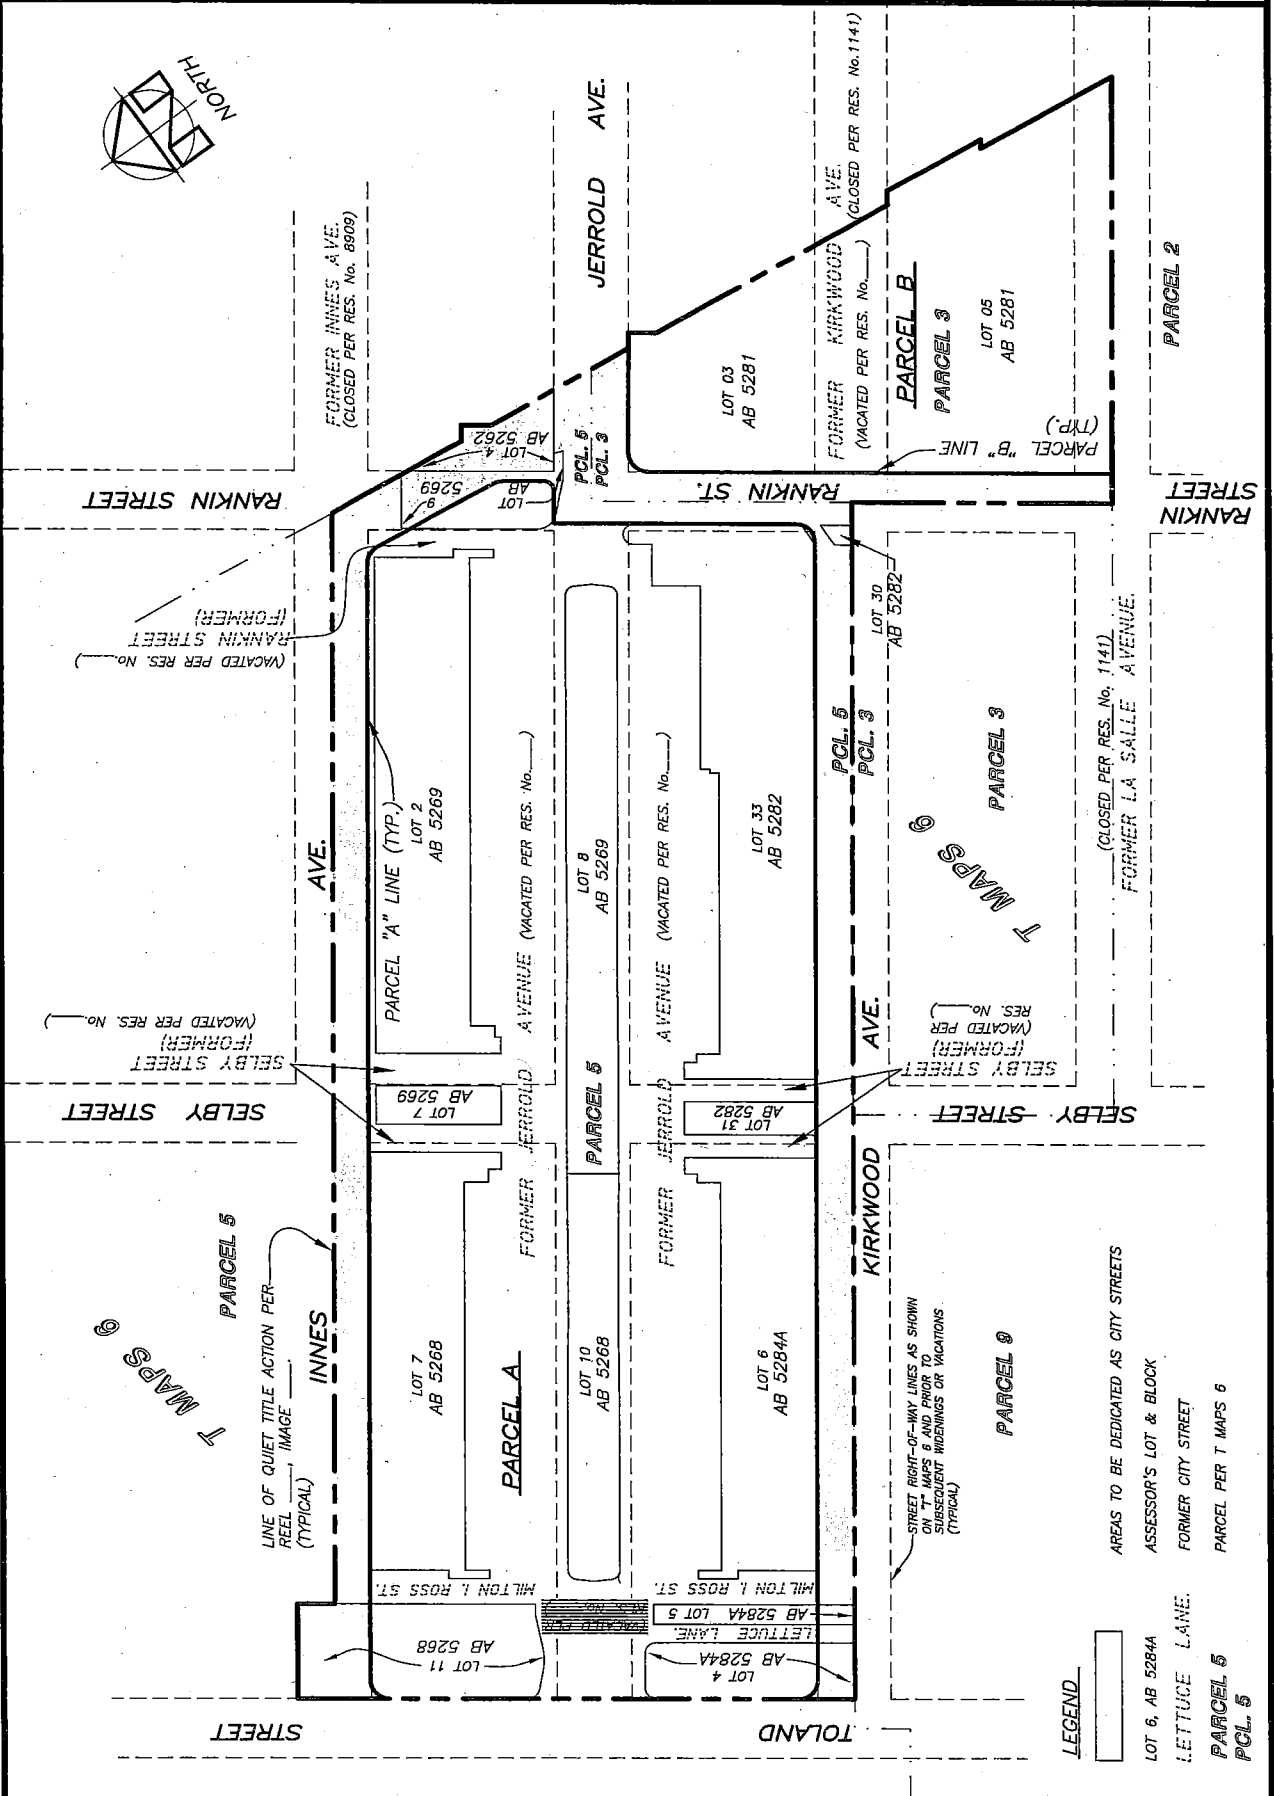 NORTH
FORMER INNES AVE.
(CLOSED PER RES. No. 8909)
JERROLD AVE.
FORMER KIRKWOOD AVE.
(CLOSED PER RES. No.1141)
(VACATED PER RES. No.____)
PARCEL B
PARCEL 3
LOT 05
AB 5281
LOT 03
AB 5281
PARCEL 2
PARCEL "B" LINE
(TYP.)
RANKIN STREET
RANKIN ST.
RANKIN
STREET
LOT 4
AB 5262
LOT 9
AB 5269
PCL. 5
PCL. 3
(VACATED PER RES. No.____)
RANKIN STREET
(FORMER)
LOT 30
AB 5282
INNES AVE.
PARCEL "A" LINE (TYP.)
LOT 2
AB 5269
FORMER JERROLD AVENUE (VACATED PER RES. No.____)
LOT 8
AB 5269
PARCEL 5
FORMER JERROLD AVENUE (VACATED PER RES. No.____)
LOT 33
AB 5282
PCL. 5
PCL. 3
KIRKWOOD AVE.
T MAPS 6
PARCEL 3
(CLOSED PER RES. No. 1141)
FORMER LA SALLE AVENUE.
SELBY STREET
(FORMER)
(VACATED PER RES. No.____)
SELBY STREET
LOT 7
AB 5269
LOT 31
AB 5282
SELBY STREET
(FORMER)
(VACATED PER
RES. No.____)
SELBY STREET
T MAPS 6
PARCEL 5
LINE OF QUIET TITLE ACTION PER
REEL ____, IMAGE ____.
(TYPICAL)
LOT 7
AB 5268
PARCEL A
LOT 10
AB 5268
LOT 6
AB 5284A
STREET RIGHT-OF-WAY LINES AS SHOWN
ON "T" MAPS 6 AND PRIOR TO
SUBSEQUENT WIDENINGS OR VACATIONS
(TYPICAL)
PARCEL 9
MILTON I. ROSS ST.
MILTON I. ROSS ST.
(VACATED PER
RES. No.
LOT 11
AB 5268
AB 5284A LOT 5
LETTUCE LANE.
LOT 4
AB 5284A
TOLAND STREET
LEGEND
AREAS TO BE DEDICATED AS CITY STREETS
LOT 6, AB 5284A ASSESSOR'S LOT & BLOCK
LETTUCE LANE. FORMER CITY STREET
PARCEL 5 PARCEL PER T MAPS 6
PCL. 5